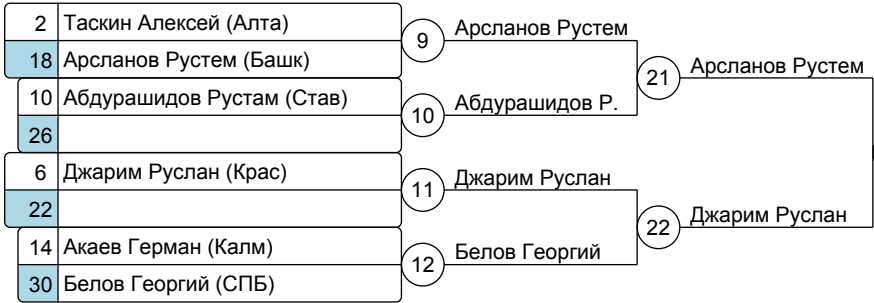 2 Таскин Алексей (Алта)
18 Арсланов Рустем (Башк)
10 Абдурашидов Рустам (Став)
26
6 Джарим Руслан (Крас)
22
14 Акаев Герман (Калм)
30 Белов Георгий (СПБ)
9 Арсланов Рустем
10 Абдурашидов Р.
11 Джарим Руслан
12 Белов Георгий
21 Арсланов Рустем
22 Джарим Руслан